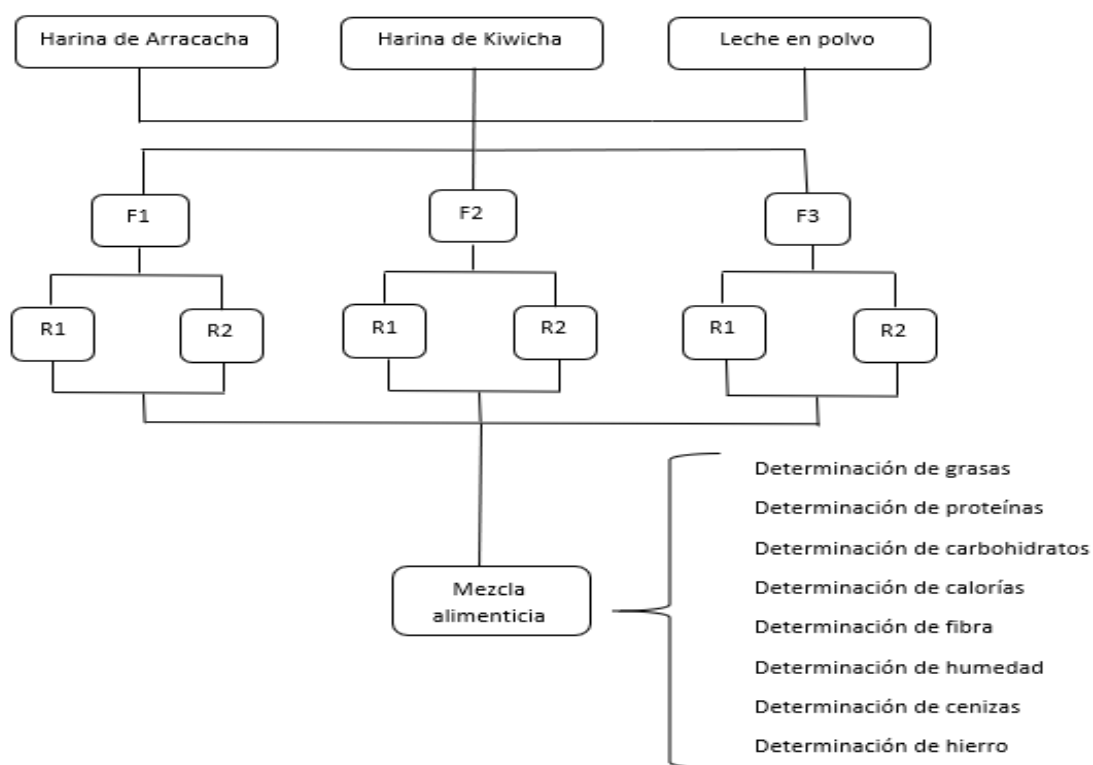 Harina de Arracacha
Harina de Kiwicha
Leche en polvo
F1
F2
F3
R1
R2
R1
R2
R1
R2
Mezcla
alimenticia
Determinación de grasas
Determinación de proteínas
Determinación de carbohidratos
Determinación de calorías
Determinación de fibra
Determinación de humedad
Determinación de cenizas
Determinación de hierro